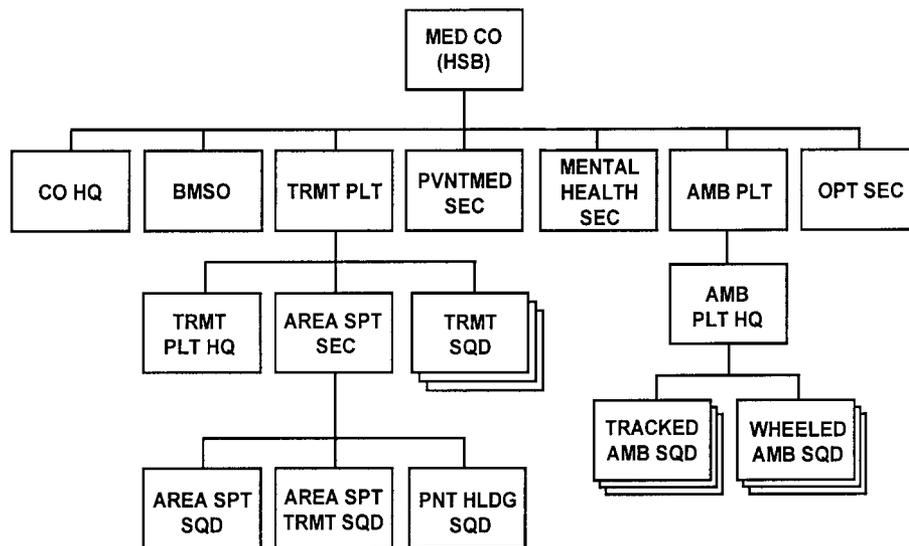 MED CO
(HSB)
CO HQ
BMSO
TRMT PLT
PVNTMED
SEC
MENTAL
HEALTH
SEC
AMB PLT
OPT SEC
TRMT
PLT HQ
AREA SPT
SEC
TRMT
SQD
AMB
PLT HQ
TRACKED
AMB SQD
WHEELED
AMB SQD
AREA SPT
SQD
AREA SPT
TRMT SQD
PNT HLDG
SQD